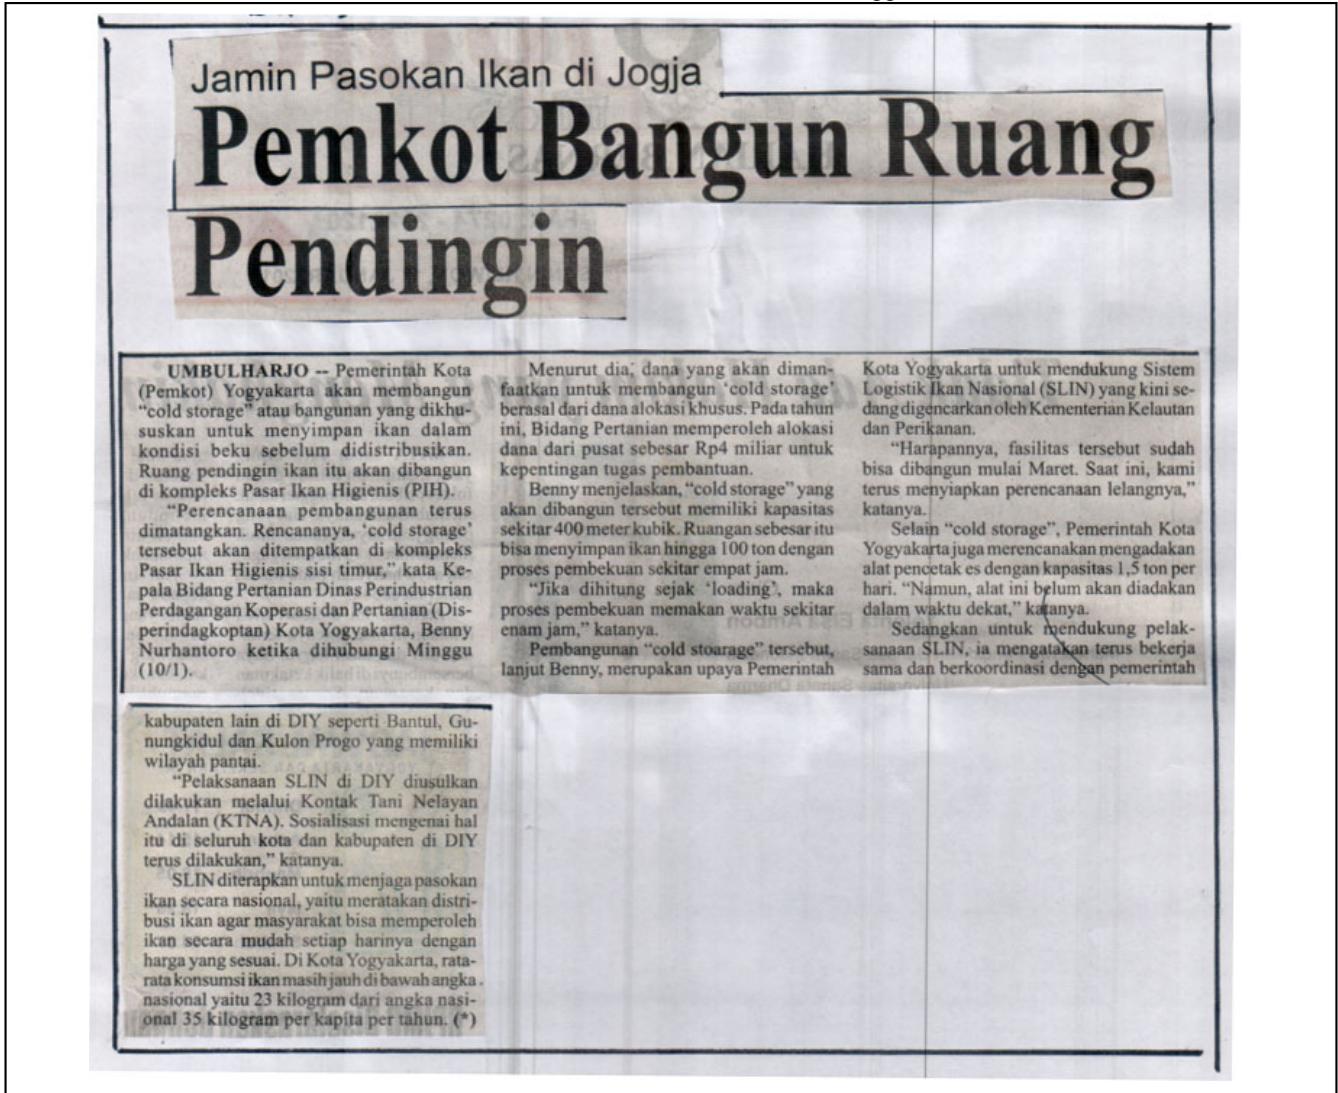 Jamin Pasokan Ikan di Jogja
Pemkot Bangun Ruang
Pendingin
UMBULHARJO -- Pemerintah Kota
(Pemkot) Yogyakarta akan membangun
“cold storage” atau bangunan yang dikhu-
suskan untuk menyimpan ikan dalam
kondisi beku sebelum didistribusikan.
Ruang pendingin ikan itu akan dibangun
di kompleks Pasar Ikan Higienis (PIH).
“Perencanaan pembangunan terus
dimatangkan. Rencananya, ‘cold storage’
tersebut akan ditempatkan di kompleks
Pasar Ikan Higienis sisi timur,” kata Ke-
pala Bidang Pertanian Dinas Perindustrian
Perdagangan Koperasi dan Pertanian (Dis-
perindagkoptan) Kota Yogyakarta, Benny
Nurhantoro ketika dihubungi Minggu
(10/1).
Menurut dia, dana yang akan diman-
faatkan untuk membangun ‘cold storage’
berasal dari dana alokasi khusus. Pada tahun
ini, Bidang Pertanian memperoleh alokasi
dana dari pusat sebesar Rp4 miliar untuk
kepentingan tugas pembantuan.
Benny menjelaskan, “cold storage” yang
akan dibangun tersebut memiliki kapasitas
sekitar 400 meter kubik. Ruangan sebesar itu
bisa menyimpan ikan hingga 100 ton dengan
proses pembekuan sekitar empat jam.
“Jika dihitung sejak ‘loading’, maka
proses pembekuan memakan waktu sekitar
enam jam,” katanya.
Pembangunan “cold stoarage” tersebut,
lanjut Benny, merupakan upaya Pemerintah
Kota Yogyakarta untuk mendukung Sistem
Logistik Ikan Nasional (SLIN) yang kini se-
dang digencarkan oleh Kementerian Kelautan
dan Perikanan.
“Harapannya, fasilitas tersebut sudah
bisa dibangun mulai Maret. Saat ini, kami
terus menyiapkan perencanaan lelangnya,”
katanya.
Selain “cold storage”, Pemerintah Kota
Yogyakarta juga merencanakan mengadakan
alat pencetak es dengan kapasitas 1,5 ton per
hari. “Namun, alat ini belum akan diadakan
dalam waktu dekat,” katanya.
Sedangkan untuk mendukung pelak-
sanaan SLIN, ia mengatakan terus bekerja
sama dan berkoordinasi dengan pemerintah
kabupaten lain di DIY seperti Bantul, Gu-
nungkidul dan Kulon Progo yang memiliki
wilayah pantai.
“Pelaksanaan SLIN di DIY diusulkan
dilakukan melalui Kontak Tani Nelayan
Andalan (KTNA). Sosialisasi mengenai hal
itu di seluruh kota dan kabupaten di DIY
terus dilakukan,” katanya.
SLIN diterapkan untuk menjaga pasokan
ikan secara nasional, yaitu meratakan distri-
busi ikan agar masyarakat bisa memperoleh
ikan secara mudah setiap harinya dengan
harga yang sesuai. Di Kota Yogyakarta, rata-
rata konsumsi ikan masih jauh di bawah angka
nasional yaitu 23 kilogram dari angka nasi-
onal 35 kilogram per kapita per tahun. (*)